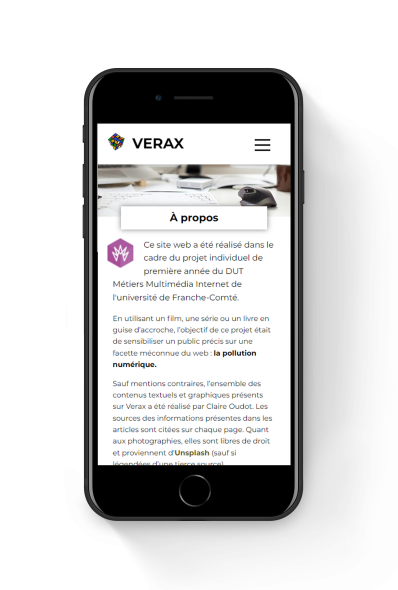 VERAX
À propos
Ce site web a été réalisé dans le
cadre du projet individuel de
première année du DUT
Métiers Multimédia Internet de
l'université de Franche-Comté.
En utilisant un film, une série ou un livre en
guise d'accroche, l'objectif de ce projet était
de sensibiliser un public précis sur une
facette méconnue du web : la pollution
numérique.
Sauf mentions contraires, l'ensemble des
contenus textuels et graphiques présents
sur Verax a été réalisé par Claire Oudot. Les
sources des informations présentes dans les
articles sont citées sur chaque page. Quant
aux photographies, elles sont libres de droit
et proviennent d'Unsplash (sauf si
légendées d'une tierce source)